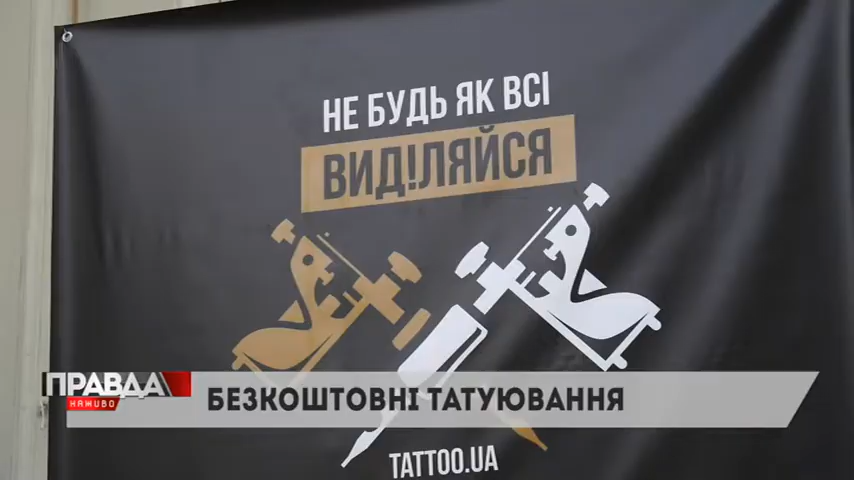 НЕ БУДЬ ЯК ВСІ
ВИД!ЛЯЙСЯ
ПРАВДА
НАЖИВО
БЕЗКОШТОВНІ ТАТУЮВАННЯ
TATTOO.UA